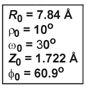 R₀ = 7.84 Å
ρ₀ = 10°
ω₀ = 30°
Z₀ = 1.722 Å
ϕ₀ = 60.9°